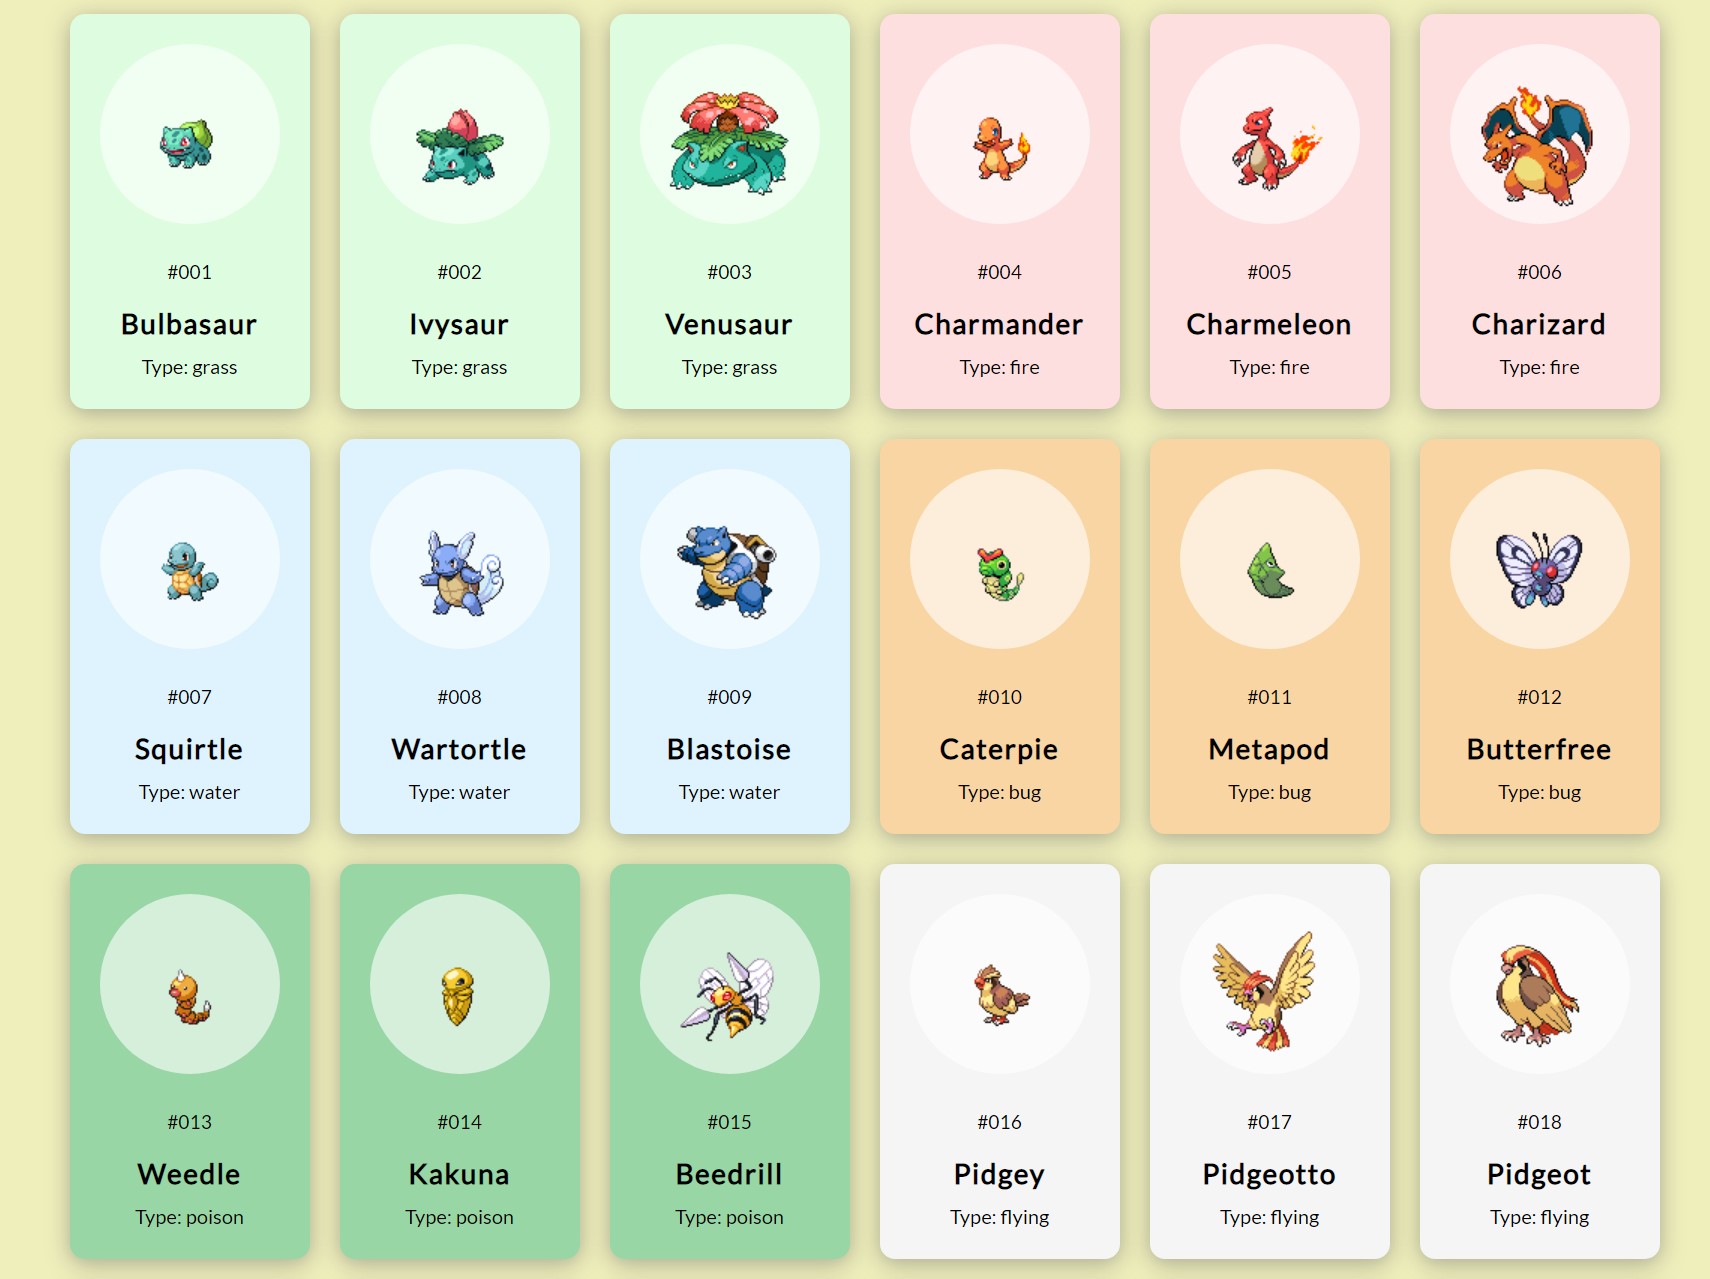 #001
Bulbasaur
Type: grass
#002
Ivysaur
Type: grass
#003
Venusaur
Type: grass
#004
Charmander
Type: fire
#005
Charmeleon
Type: fire
#006
Charizard
Type: fire
#007
Squirtle
Type: water
#008
Wartortle
Type: water
#009
Blastoise
Type: water
#010
Caterpie
Type: bug
#011
Metapod
Type: bug
#012
Butterfree
Type: bug
#013
Weedle
Type: poison
#014
Kakuna
Type: poison
#015
Beedrill
Type: poison
#016
Pidgey
Type: flying
#017
Pidgeotto
Type: flying
#018
Pidgeot
Type: flying